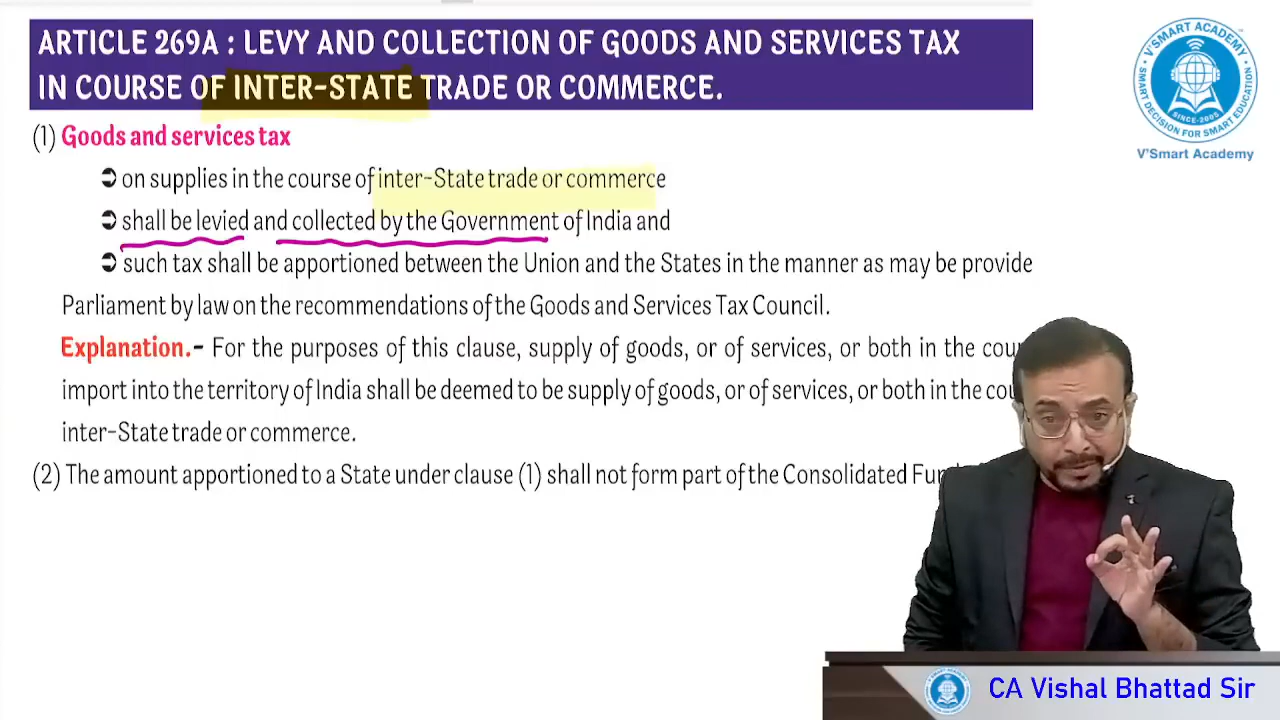 ARTICLE 269A : LEVY AND COLLECTION OF GOODS AND SERVICES TAX
IN COURSE OF INTER-STATE TRADE OR COMMERCE.
(1) Goods and services tax
➲ on supplies in the course of inter-State trade or commerce
➲ shall be levied and collected by the Government of India and
➲ such tax shall be apportioned between the Union and the States in the manner as may be provide
Parliament by law on the recommendations of the Goods and Services Tax Council.
Explanation.- For the purposes of this clause, supply of goods, or of services, or both in the
import into the territory of India shall be deemed to be supply of goods, or of services, or both in the
inter-State trade or commerce.
(2) The amount apportioned to a State under clause (1) shall not form part of the Consolidated
V'SMART ACADEMY
SMART DECISION FOR SMART EDUCATION
SINCE-2005
V'Smart Academy
CA Vishal Bhattad Sir